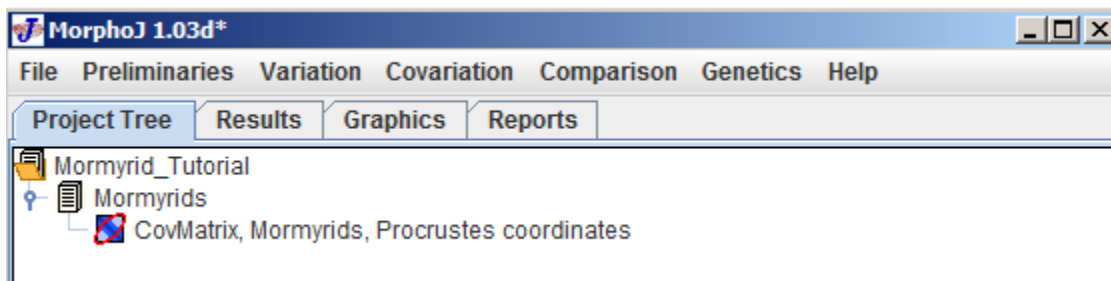 MorphoJ 1.03d*
File Preliminaries Variation Covariation Comparison Genetics Help
Project Tree Results Graphics Reports
Mormyrid_Tutorial
Mormyrids
CovMatrix, Mormyrids, Procrustes coordinates